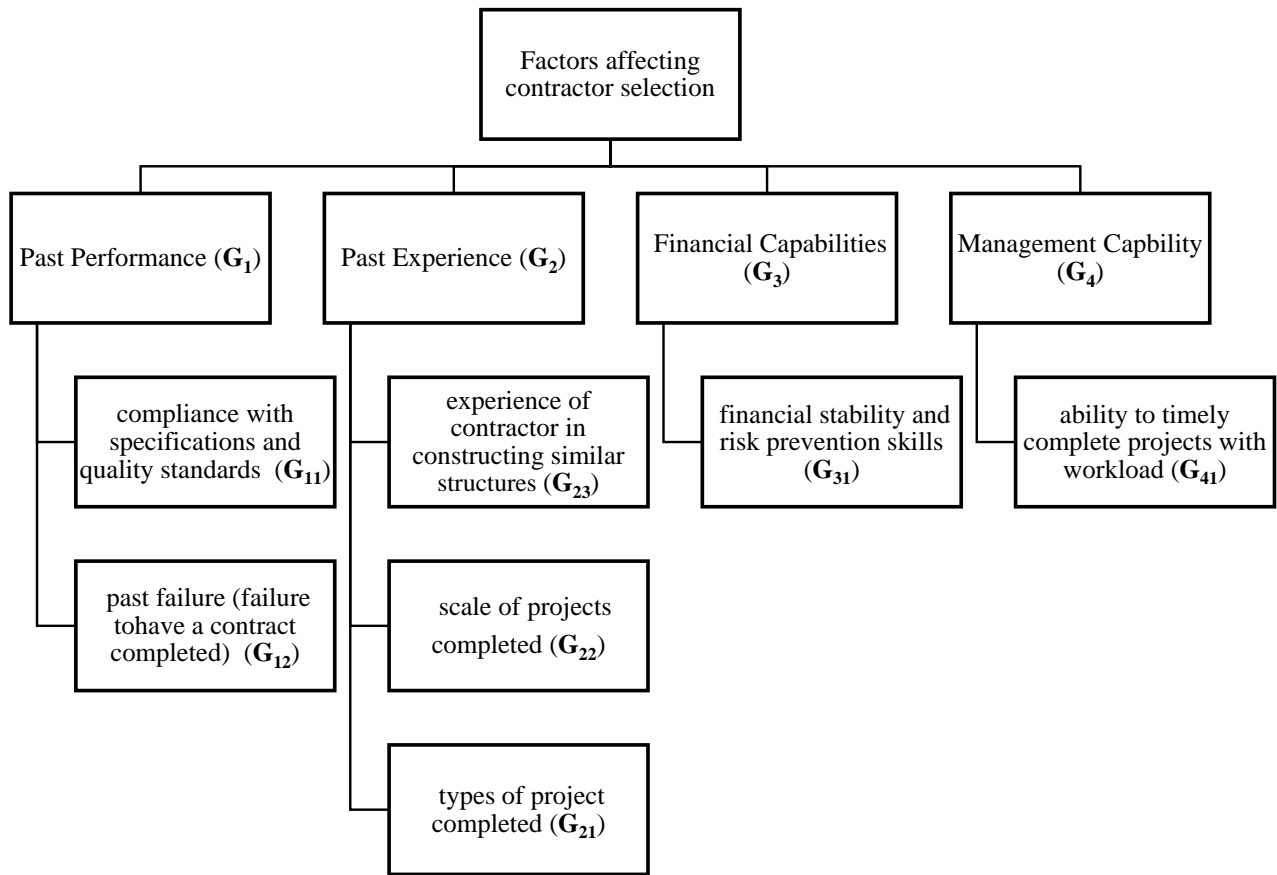 Factors affecting
contractor selection
Past Performance (G₁)
Past Experience (G₂)
Financial Capabilities
(G₃)
Management Capbility
(G₄)
compliance with
specifications and
quality standards (G₁₁)
experience of
contractor in
constructing similar
structures (G₂₃)
financial stability and
risk prevention skills
(G₃₁)
ability to timely
complete projects with
workload (G₄₁)
past failure (failure
tohave a contract
completed) (G₁₂)
scale of projects
completed (G₂₂)
types of project
completed (G₂₁)